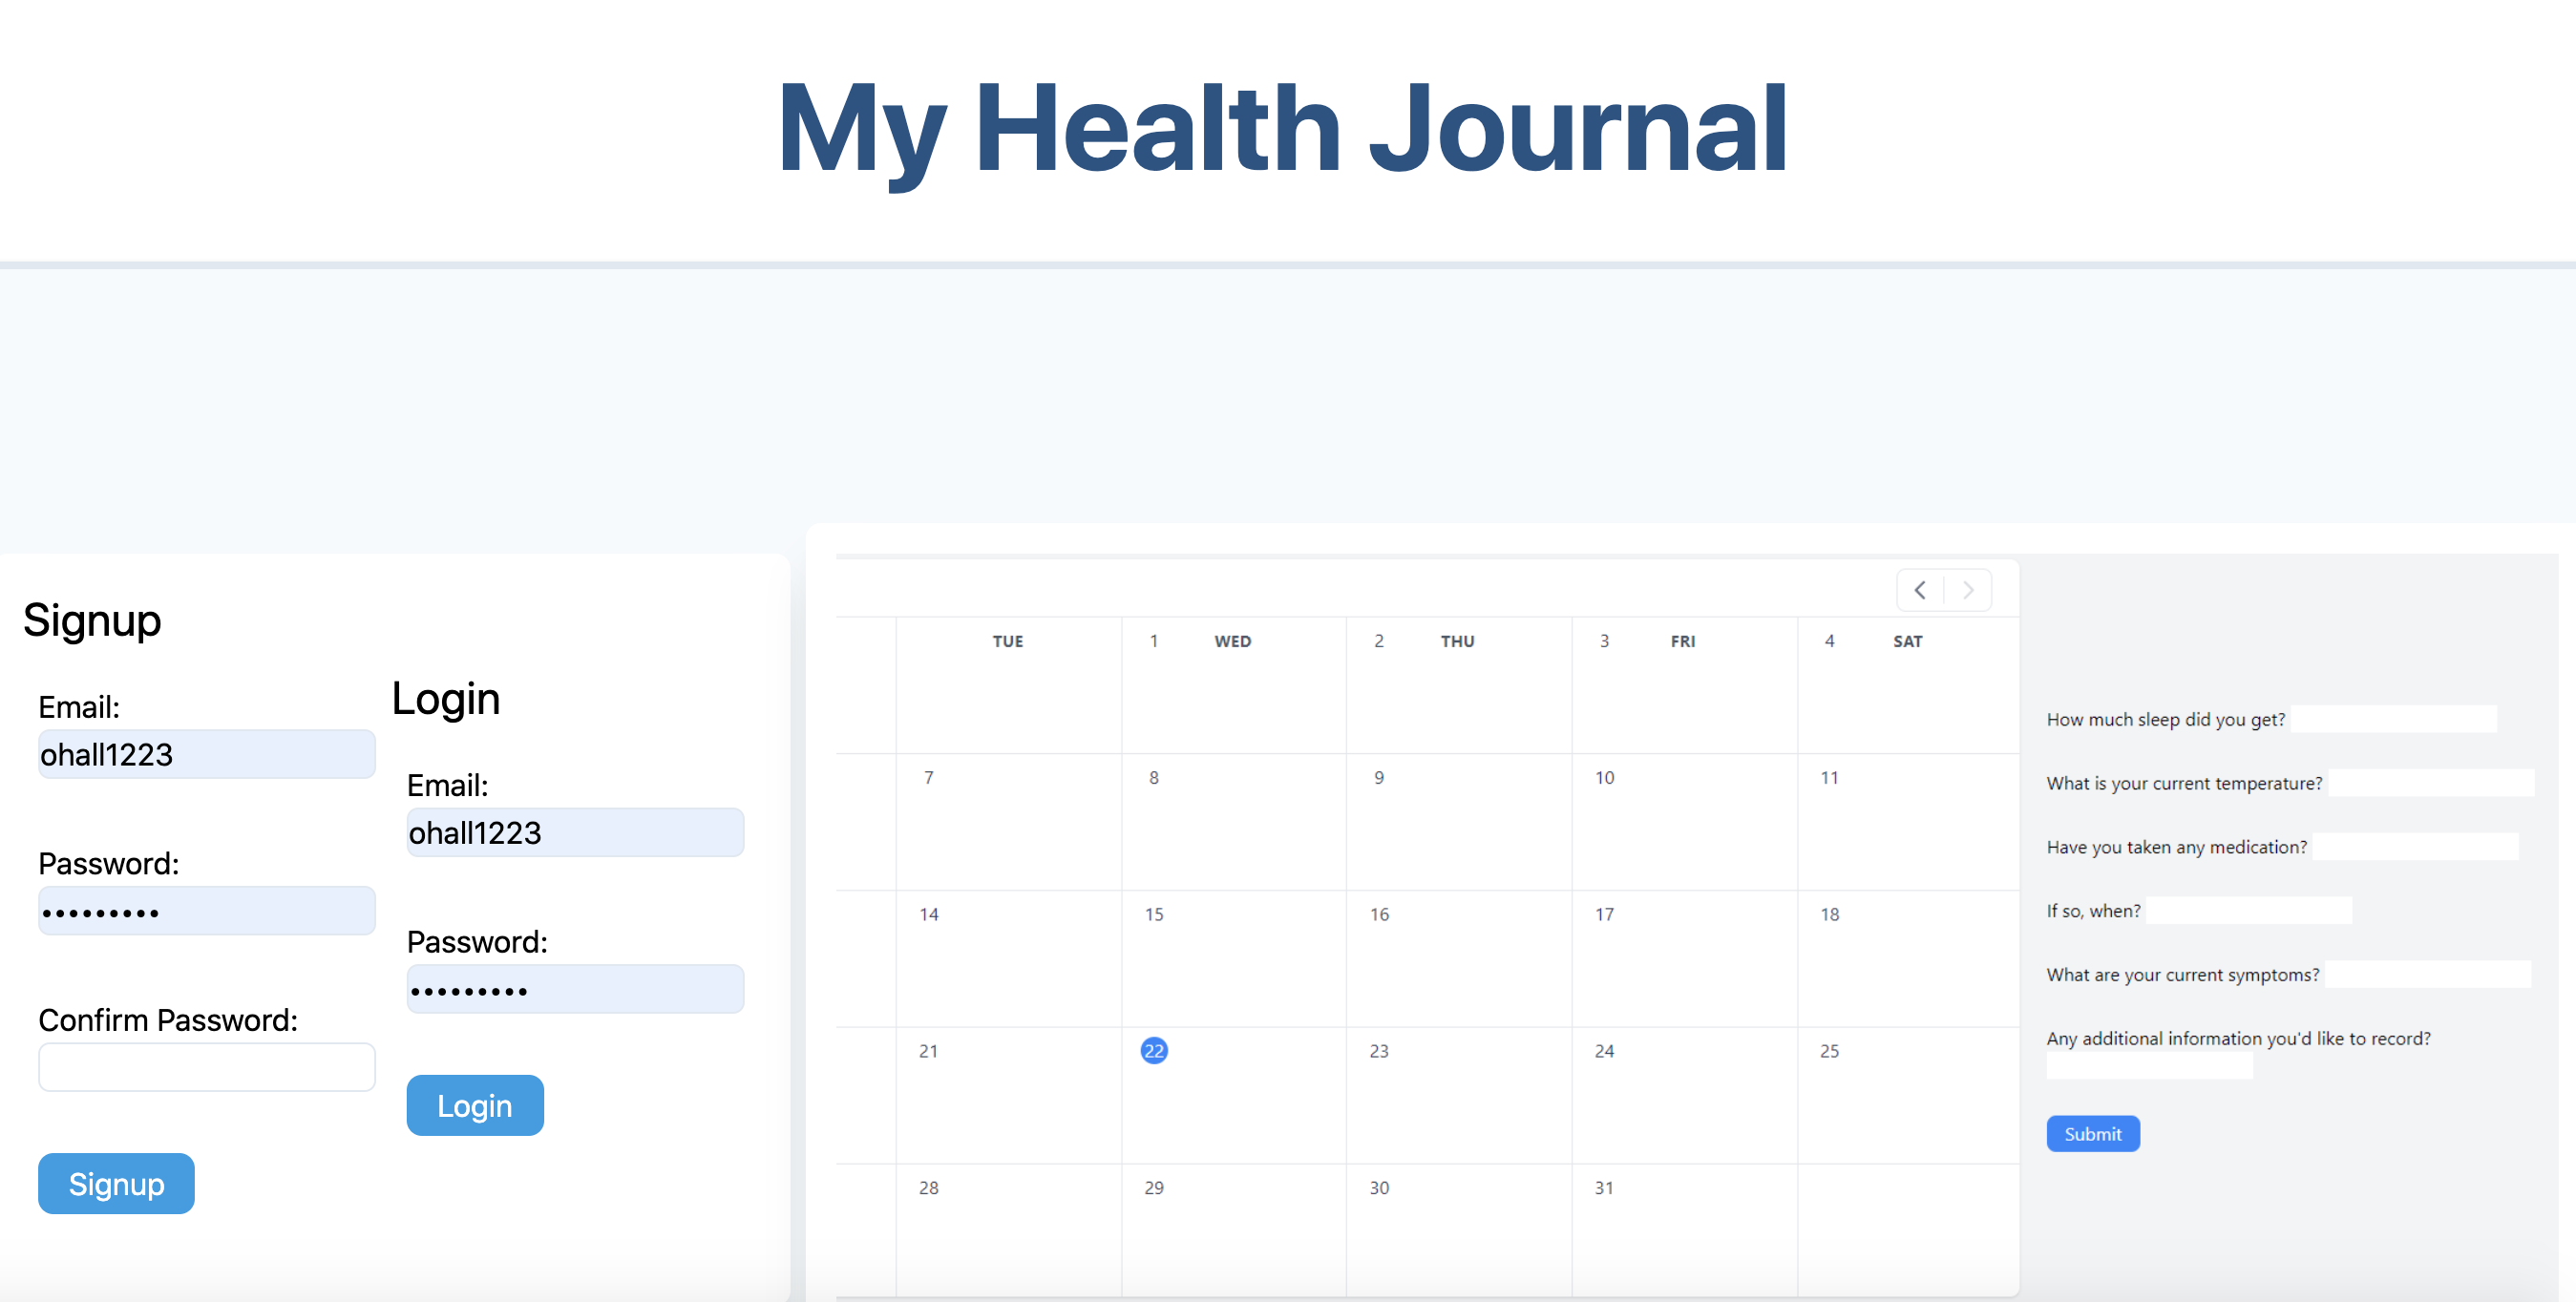 My Health Journal
Signup
Email:
ohall1223
Password:
•••••••••
Confirm Password:
Signup
Login
Email:
ohall1223
Password:
•••••••••
Login
TUE 1 WED 2 THU 3 FRI 4 SAT
7 8 9 10 11
14 15 16 17 18
21 22 23 24 25
28 29 30 31
How much sleep did you get?
What is your current temperature?
Have you taken any medication?
If so, when?
What are your current symptoms?
Any additional information you'd like to record?
Submit